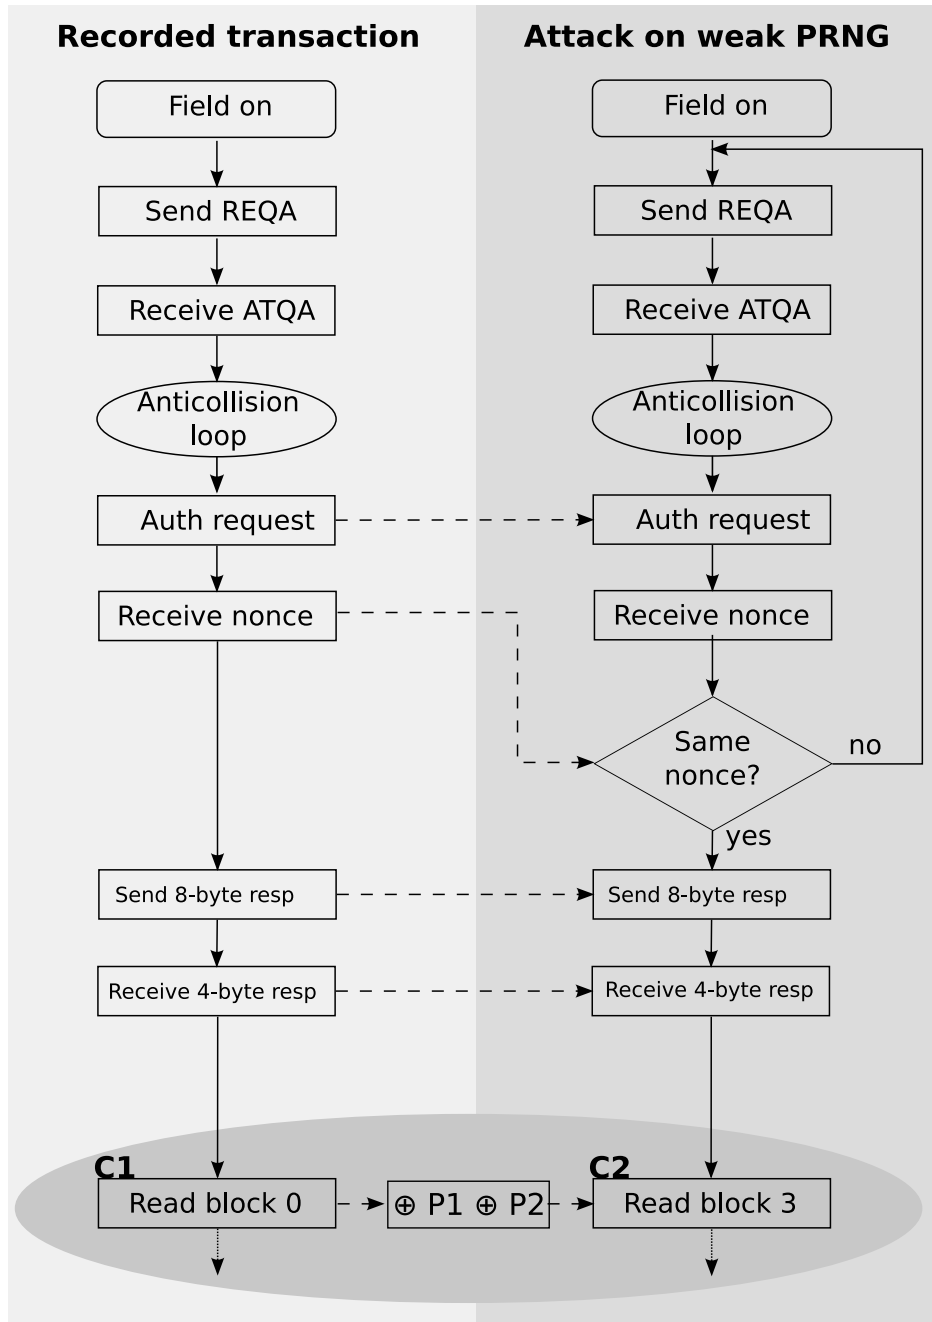 Recorded transaction
Field on
Send REQA
Receive ATQA
Anticollision
loop
Auth request
Receive nonce
Send 8-byte resp
Receive 4-byte resp
C1
Read block 0
⊕ P1 ⊕ P2
Attack on weak PRNG
Field on
Send REQA
Receive ATQA
Anticollision
loop
Auth request
Receive nonce
Same
nonce?
no
yes
Send 8-byte resp
Receive 4-byte resp
C2
Read block 3